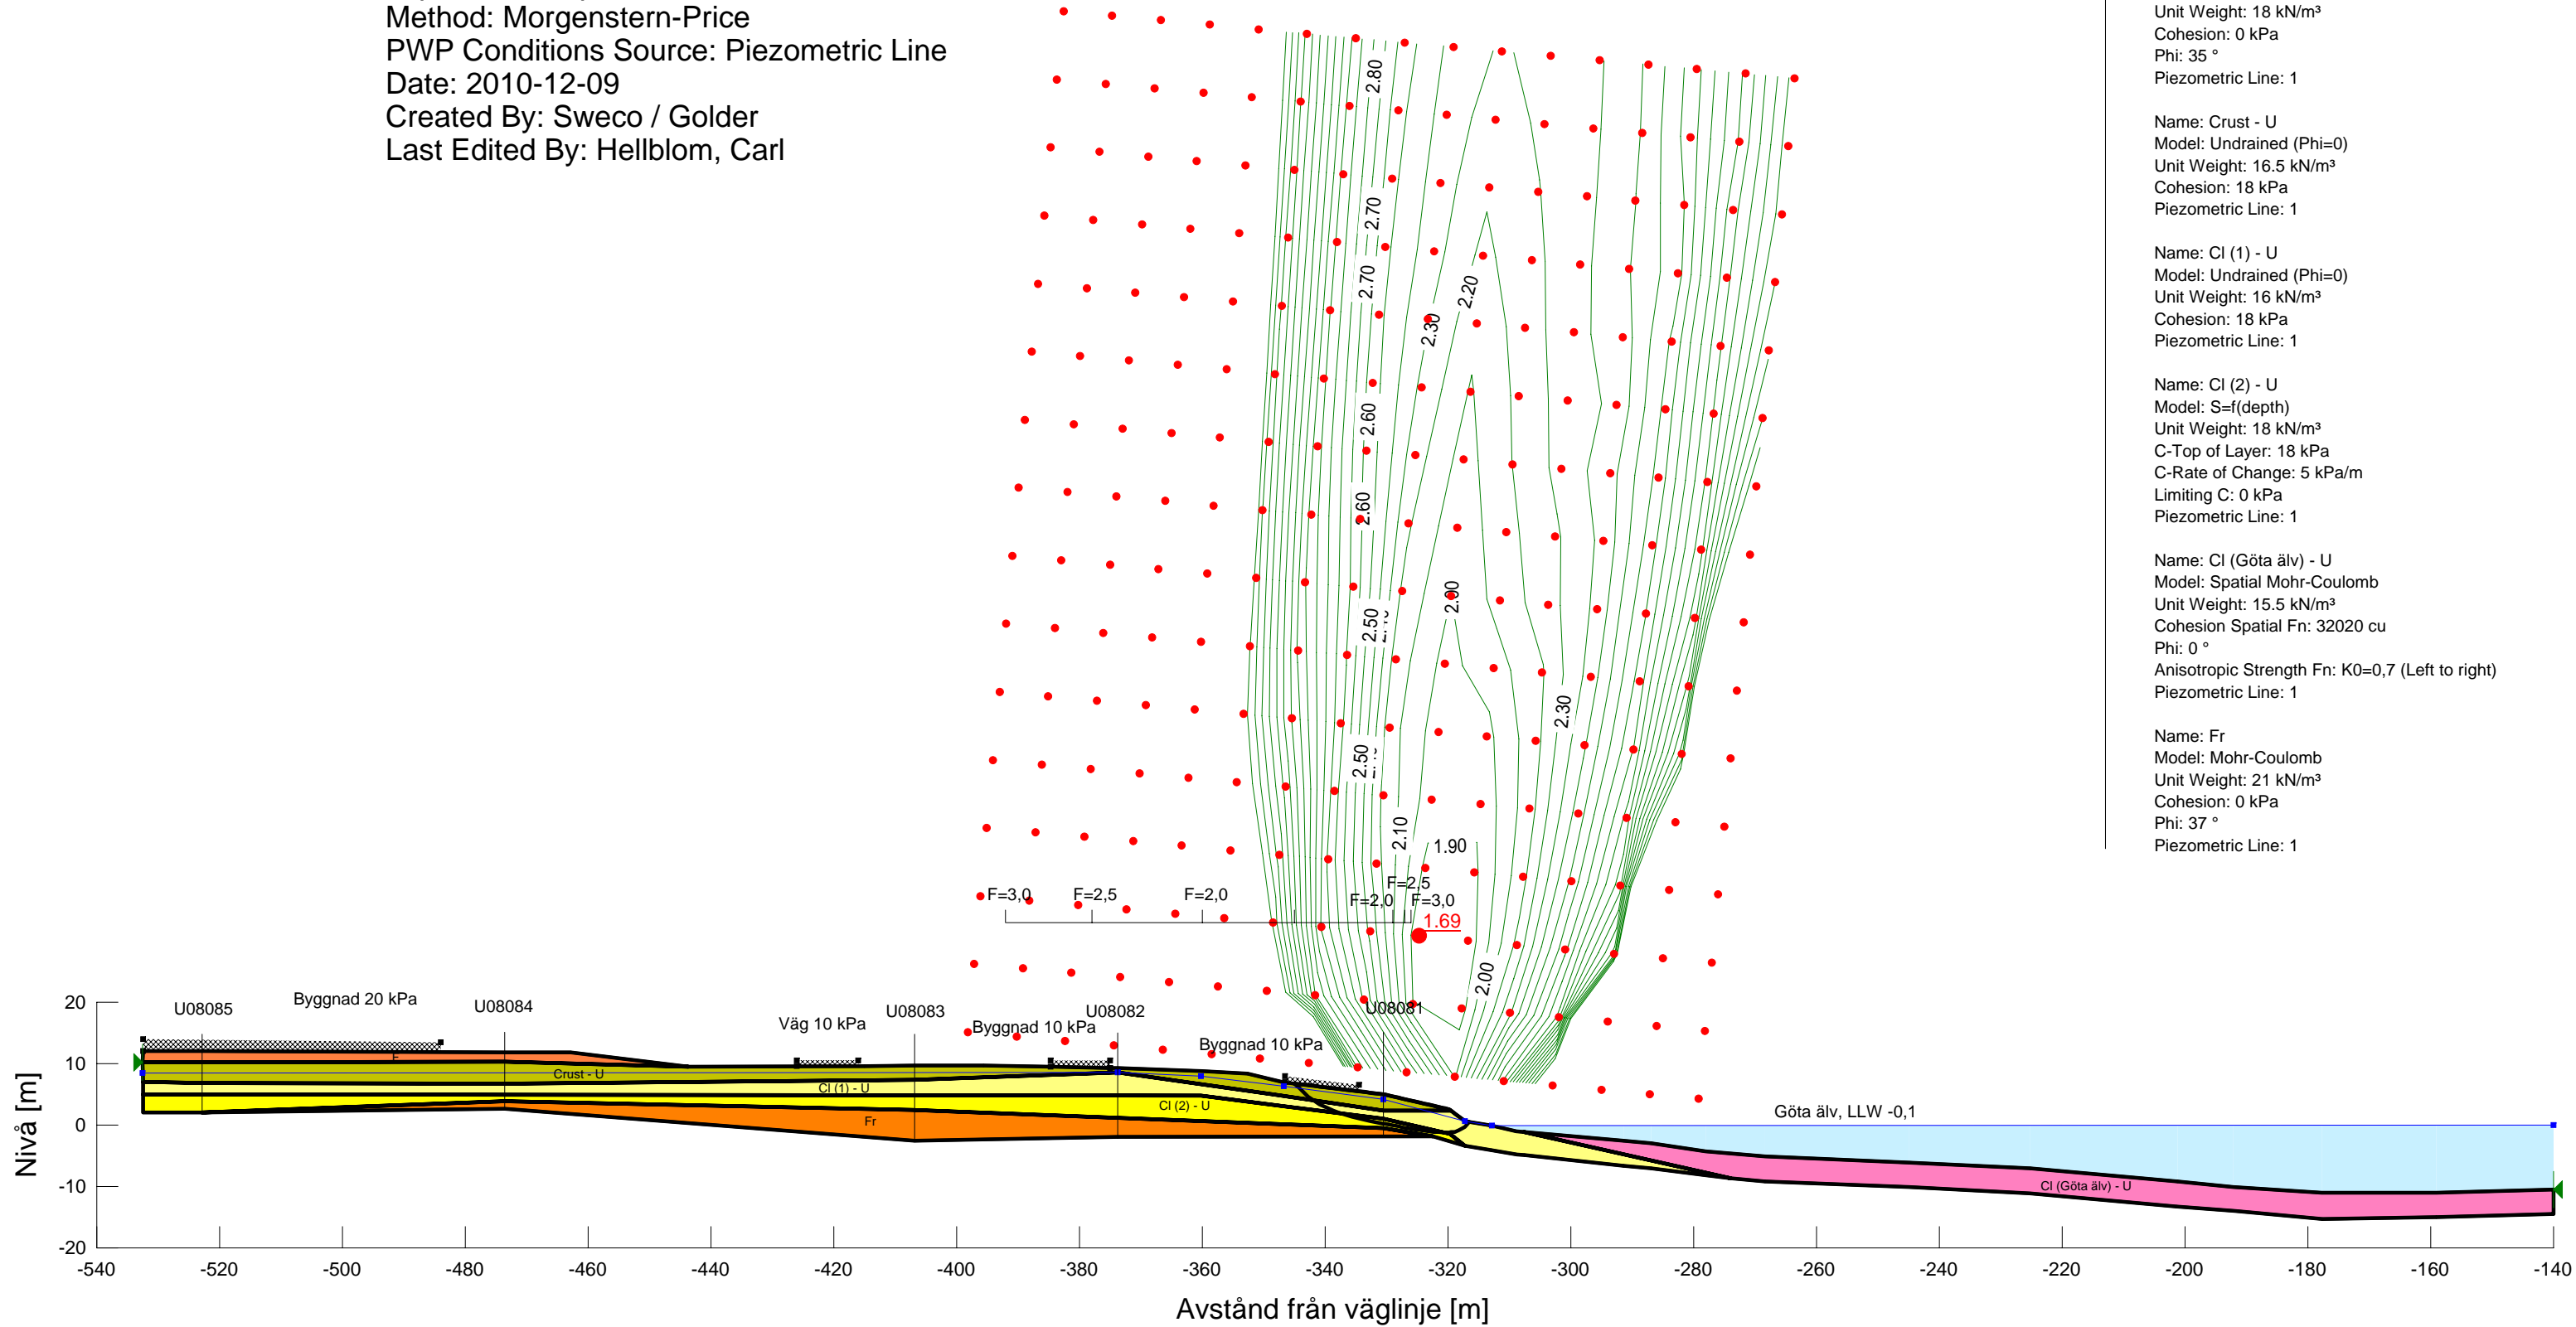 Method: Morgenstern-Price
PWP Conditions Source: Piezometric Line
Date: 2010-12-09
Created By: Sweco / Golder
Last Edited By: Hellblom, Carl
Unit Weight: 18 kN/m³
Cohesion: 0 kPa
Phi: 35 °
Piezometric Line: 1
Name: Crust - U
Model: Undrained (Phi=0)
Unit Weight: 16.5 kN/m³
Cohesion: 18 kPa
Piezometric Line: 1
Name: Cl (1) - U
Model: Undrained (Phi=0)
Unit Weight: 16 kN/m³
Cohesion: 18 kPa
Piezometric Line: 1
Name: Cl (2) - U
Model: S=f(depth)
Unit Weight: 18 kN/m³
C-Top of Layer: 18 kPa
C-Rate of Change: 5 kPa/m
Limiting C: 0 kPa
Piezometric Line: 1
Name: Cl (Göta älv) - U
Model: Spatial Mohr-Coulomb
Unit Weight: 15.5 kN/m³
Cohesion Spatial Fn: 32020 cu
Phi: 0 °
Anisotropic Strength Fn: K0=0,7 (Left to right)
Piezometric Line: 1
Name: Fr
Model: Mohr-Coulomb
Unit Weight: 21 kN/m³
Cohesion: 0 kPa
Phi: 37 °
Piezometric Line: 1
2.80
2.70
2.70
2.20
2.30
2.60
2.60
2.00
2.50
2.30
2.50
2.10
1.90
F=3,0
F=2,5
F=2,0
F=2,5
F=2,0
F=3,0
1.69
2.00
U08085
Byggnad 20 kPa
U08084
Väg 10 kPa
U08083
Byggnad 10 kPa
U08082
Byggnad 10 kPa
U08081
F
Crust - U
Cl (1) - U
Cl (2) - U
Fr
Göta älv, LLW -0,1
Cl (Göta älv) - U
Nivå [m]
20
10
0
-10
-20
-540 -520 -500 -480 -460 -440 -420 -400 -380 -360 -340 -320 -300 -280 -260 -240 -220 -200 -180 -160 -140
Avstånd från väglinje [m]